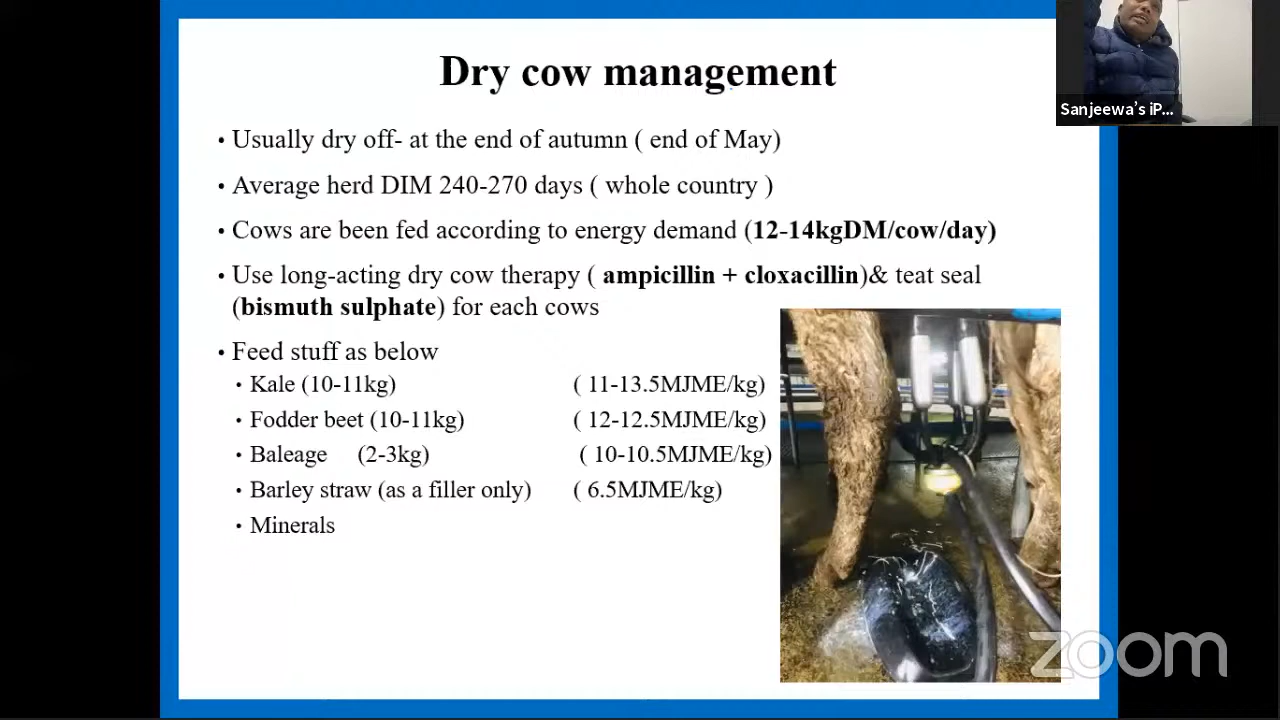 Dry cow management
Sanjeewa's iP...
• Usually dry off- at the end of autumn ( end of May)
• Average herd DIM 240-270 days ( whole country )
• Cows are been fed according to energy demand (12-14kgDM/cow/day)
• Use long-acting dry cow therapy ( ampicillin + cloxacillin)& teat seal
(bismuth sulphate) for each cows
• Feed stuff as below
• Kale (10-11kg) ( 11-13.5MJME/kg)
• Fodder beet (10-11kg) ( 12-12.5MJME/kg)
• Baleage (2-3kg) ( 10-10.5MJME/kg)
• Barley straw (as a filler only) ( 6.5MJME/kg)
• Minerals
zoom